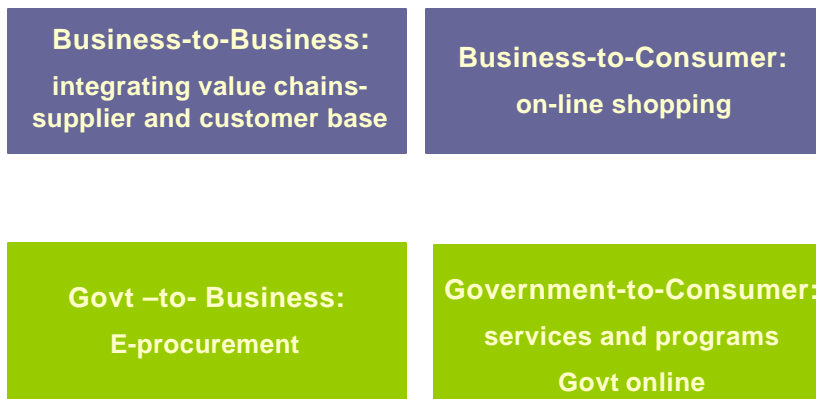 Business-to-Business:
integrating value chains-
supplier and customer base
Business-to-Consumer:
on-line shopping
Govt –to- Business:
E-procurement
Government-to-Consumer:
services and programs
Govt online